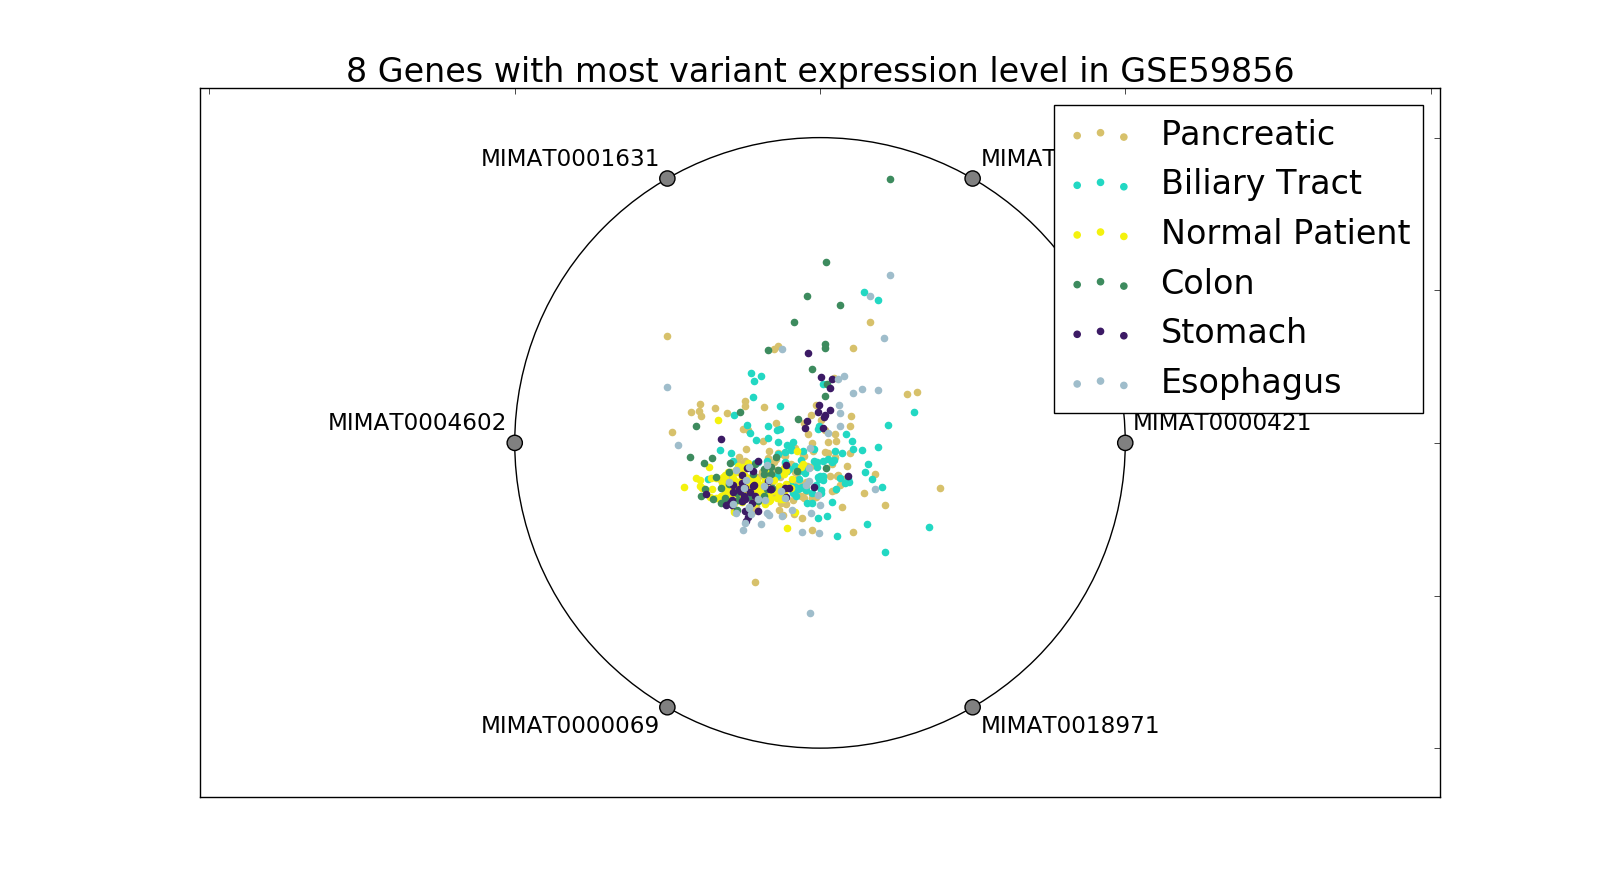 8 Genes with most variant expression level in GSE59856
MIMAT0001631
MIMAT
Pancreatic
Biliary Tract
Normal Patient
Colon
Stomach
Esophagus
MIMAT0004602
MIMAT0000421
MIMAT0000069
MIMAT0018971